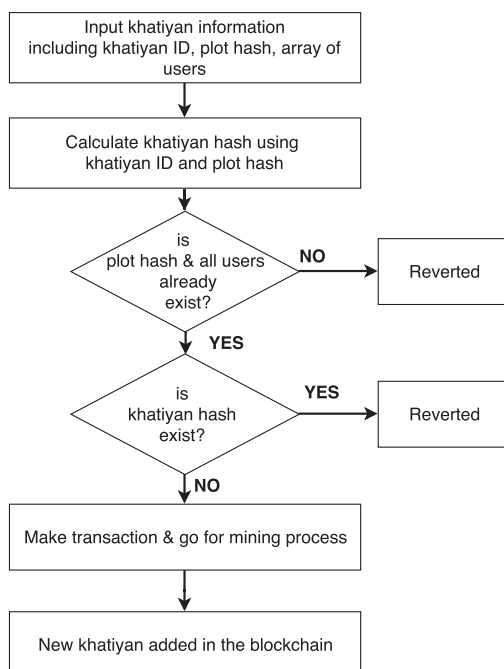 Input khatiyan information
including khatiyan ID, plot hash, array of
users
Calculate khatiyan hash using
khatiyan ID and plot hash
is
plot hash & all users
already
exist?
NO
Reverted
YES
is
khatiyan hash
exist?
YES
Reverted
NO
Make transaction & go for mining process
New khatiyan added in the blockchain